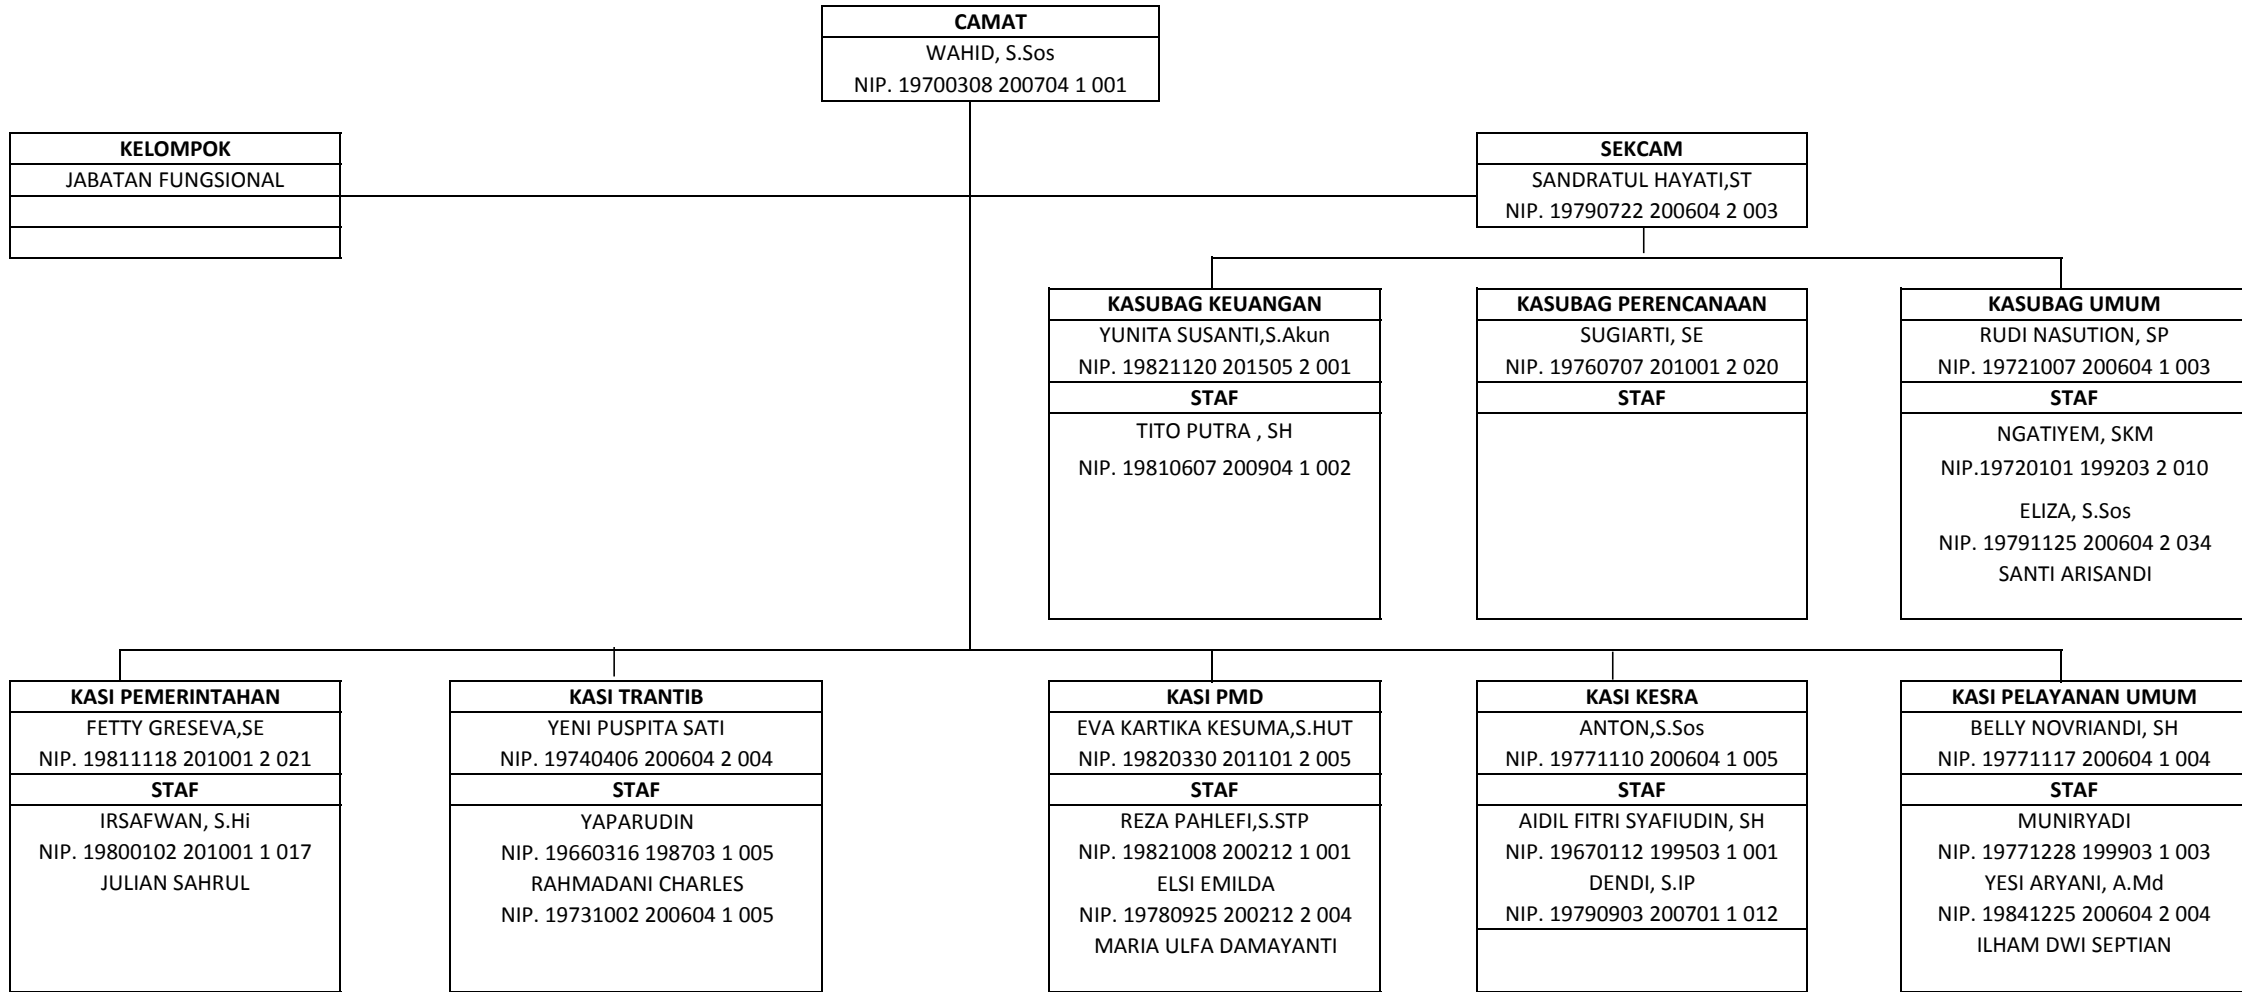 CAMAT
WAHID, S.Sos
NIP. 19700308 200704 1 001
KELOMPOK
JABATAN FUNGSIONAL
SEKCAM
SANDRATUL HAYATI,ST
NIP. 19790722 200604 2 003
KASUBAG KEUANGAN
YUNITA SUSANTI,S.Akun
NIP. 19821120 201505 2 001
STAF
TITO PUTRA , SH
NIP. 19810607 200904 1 002
KASUBAG PERENCANAAN
SUGIARTI, SE
NIP. 19760707 201001 2 020
STAF
KASUBAG UMUM
RUDI NASUTION, SP
NIP. 19721007 200604 1 003
STAF
NGATIYEM, SKM
NIP.19720101 199203 2 010
ELIZA, S.Sos
NIP. 19791125 200604 2 034
SANTI ARISANDI
KASI PEMERINTAHAN
FETTY GRESEVA,SE
NIP. 19811118 201001 2 021
STAF
IRSAFWAN, S.Hi
NIP. 19800102 201001 1 017
JULIAN SAHRUL
KASI TRANTIB
YENI PUSPITA SATI
NIP. 19740406 200604 2 004
STAF
YAPARUDIN
NIP. 19660316 198703 1 005
RAHMADANI CHARLES
NIP. 19731002 200604 1 005
KASI PMD
EVA KARTIKA KESUMA,S.HUT
NIP. 19820330 201101 2 005
STAF
REZA PAHLEFI,S.STP
NIP. 19821008 200212 1 001
ELSI EMILDA
NIP. 19780925 200212 2 004
MARIA ULFA DAMAYANTI
KASI KESRA
ANTON,S.Sos
NIP. 19771110 200604 1 005
STAF
AIDIL FITRI SYAFIUDIN, SH
NIP. 19670112 199503 1 001
DENDI, S.IP
NIP. 19790903 200701 1 012
KASI PELAYANAN UMUM
BELLY NOVRIANDI, SH
NIP. 19771117 200604 1 004
STAF
MUNIRYADI
NIP. 19771228 199903 1 003
YESI ARYANI, A.Md
NIP. 19841225 200604 2 004
ILHAM DWI SEPTIAN